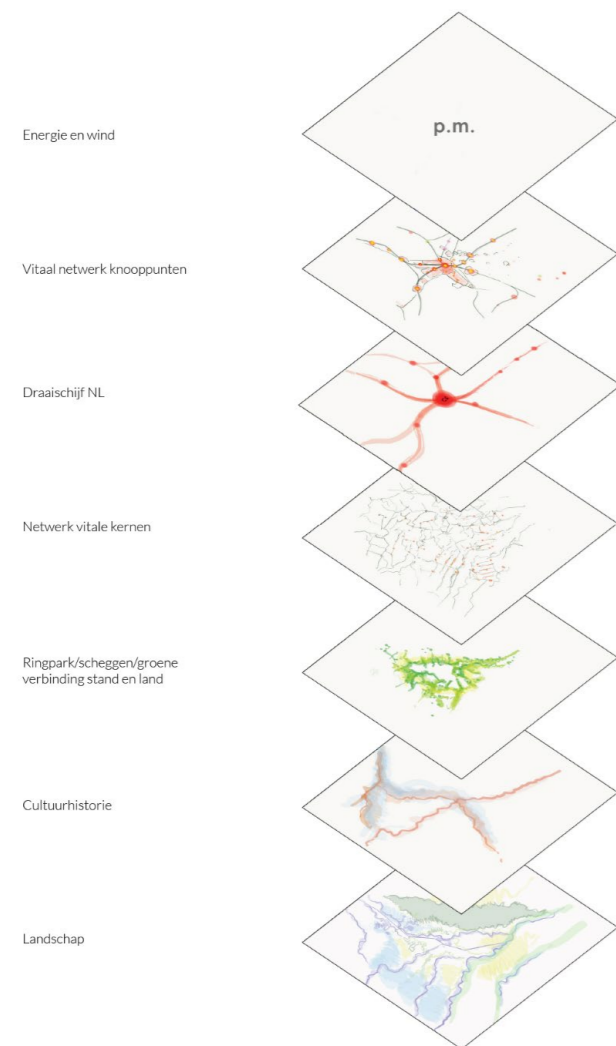 Energie en wind
p.m.
Vitaal netwerk knooppunten
Draaischijf NL
Netwerk vitale kernen
Ringpark/scheggen/groene
verbinding stand en land
Cultuurhistorie
Landschap